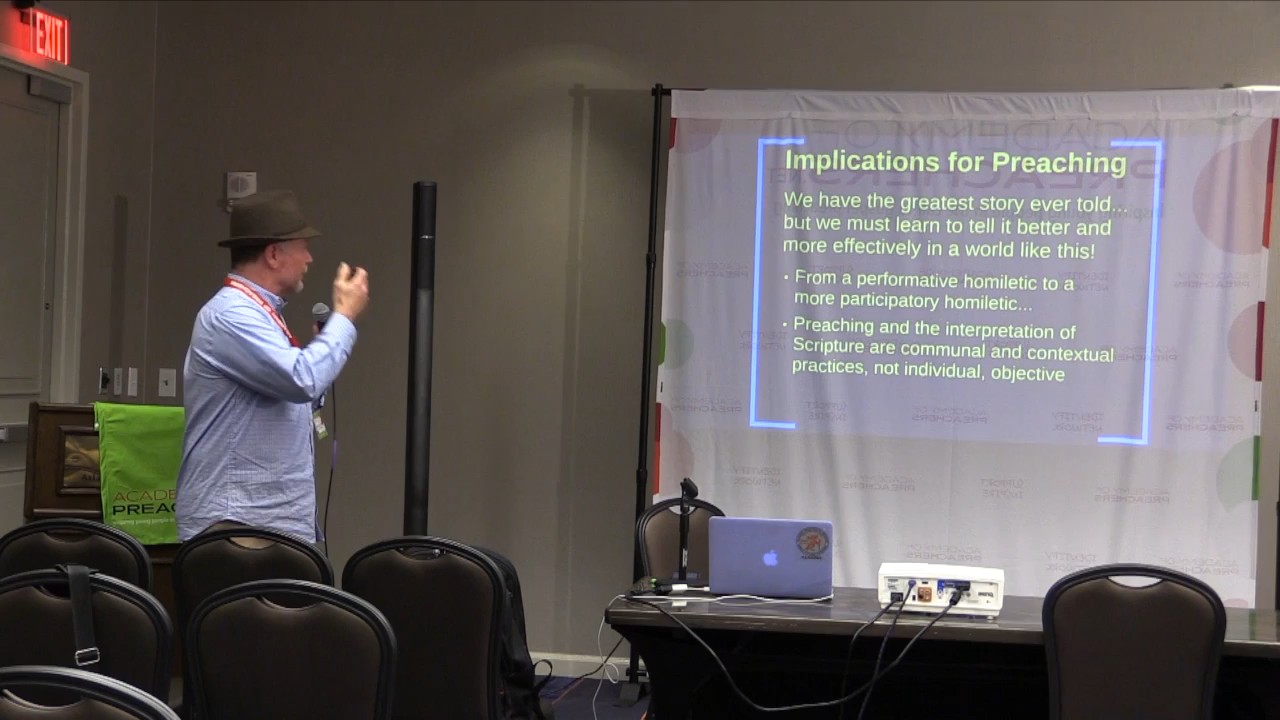 EXIT
Implications for Preaching
We have the greatest story ever told...
but we must learn to tell it better and
more effectively in a world like this!
· From a performative homiletic to a
more participatory homiletic...
· Preaching and the interpretation of
Scripture are communal and contextual
practices, not individual, objective
ACADEMY OF
PREACHERS
ACADE
PREAC